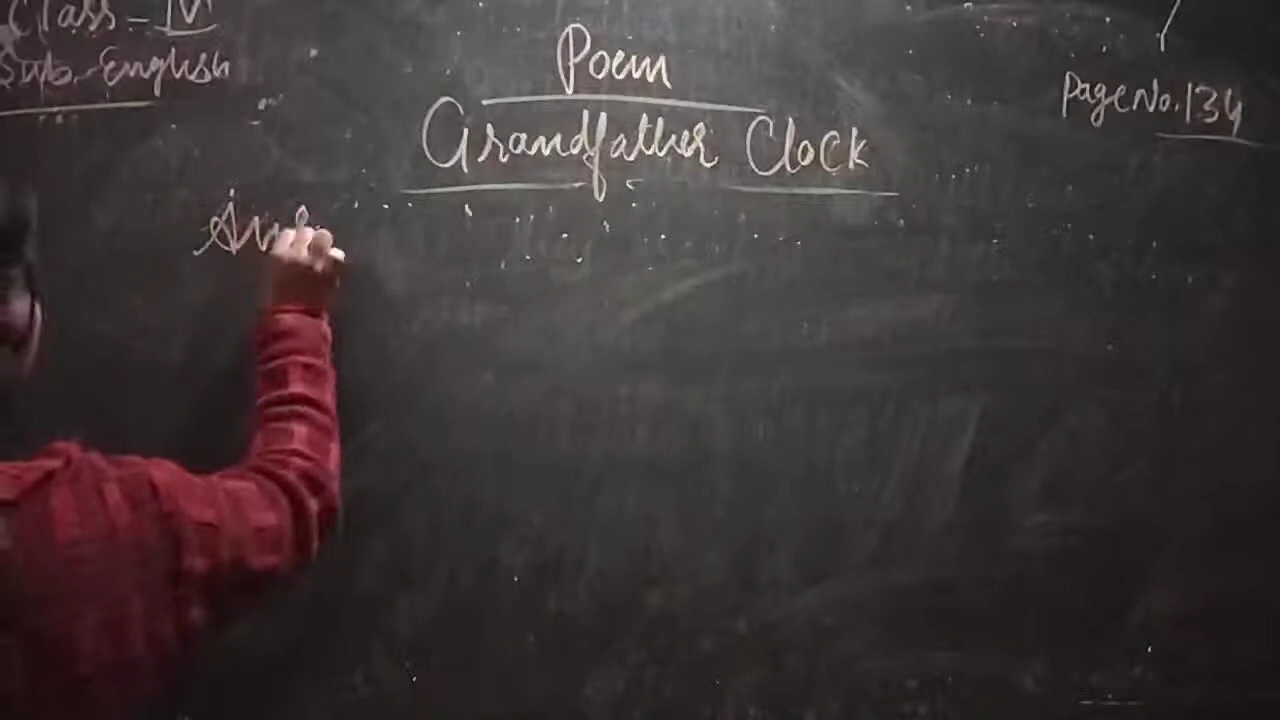 Class - IV
Sub.-English
Poem
Grandfather Clock
Page No. 134